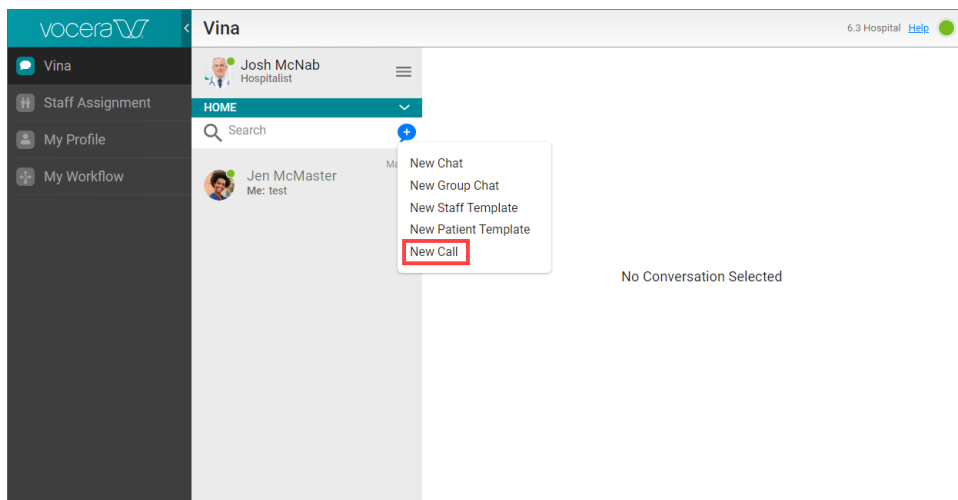 vocera
Vina
6.3 Hospital Help
Vina
Staff Assignment
My Profile
My Workflow
Josh McNab
Hospitalist
HOME
Search
Jen McMaster
Me: test
New Chat
New Group Chat
New Staff Template
New Patient Template
New Call
No Conversation Selected